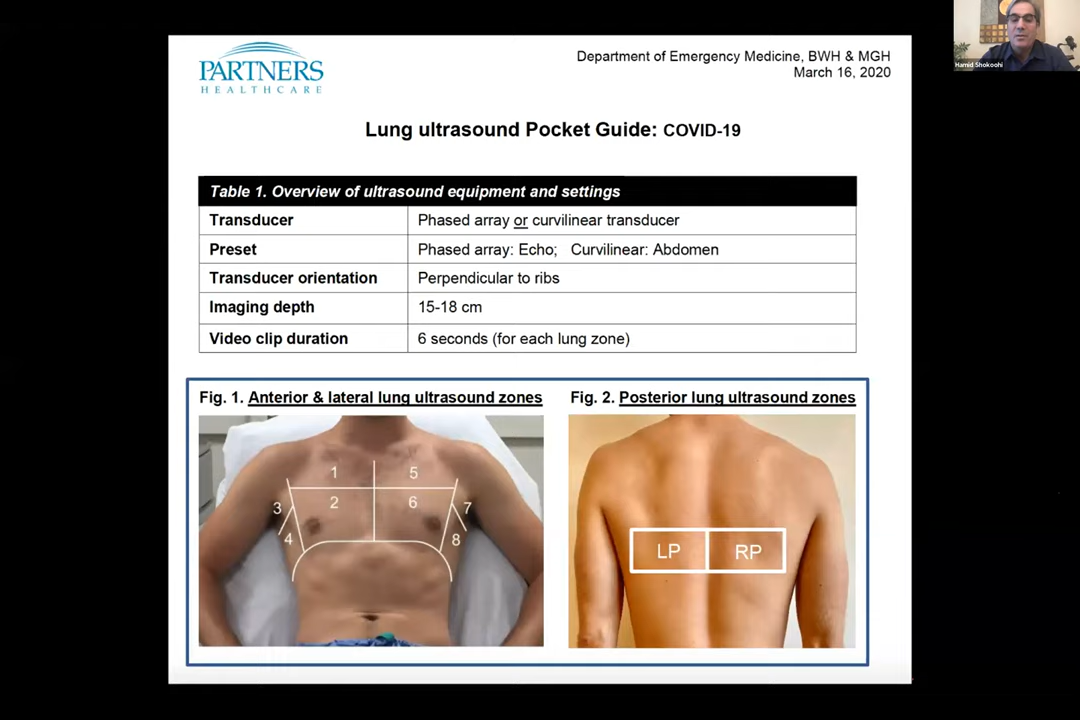 PARTNERS
HEALTHCARE
Department of Emergency Medicine, BWH & MGH
March 16, 2020
Hamid Shokoohi
Lung ultrasound Pocket Guide: COVID-19
Table 1. Overview of ultrasound equipment and settings
Transducer Phased array or curvilinear transducer
Preset Phased array: Echo; Curvilinear: Abdomen
Transducer orientation Perpendicular to ribs
Imaging depth 15-18 cm
Video clip duration 6 seconds (for each lung zone)
Fig. 1. Anterior & lateral lung ultrasound zones
1 5
2 6
3 7
4 8
Fig. 2. Posterior lung ultrasound zones
LP RP